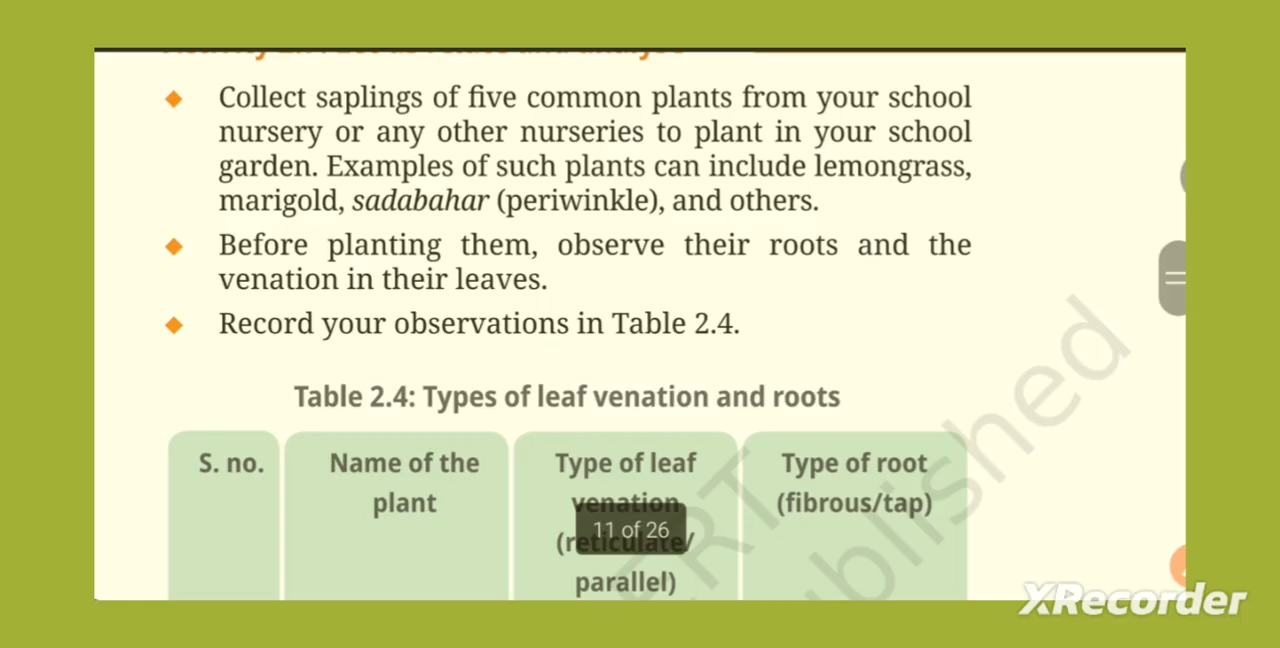 Collect saplings of five common plants from your school
nursery or any other nurseries to plant in your school
garden. Examples of such plants can include lemongrass,
marigold, sadabahar (periwinkle), and others.
Before planting them, observe their roots and the
venation in their leaves.
Record your observations in Table 2.4.
Table 2.4: Types of leaf venation and roots
S. no.
Name of the
plant
Type of leaf
venation
(reticulate/
parallel)
Type of root
(fibrous/tap)
11 of 26
XRecorder